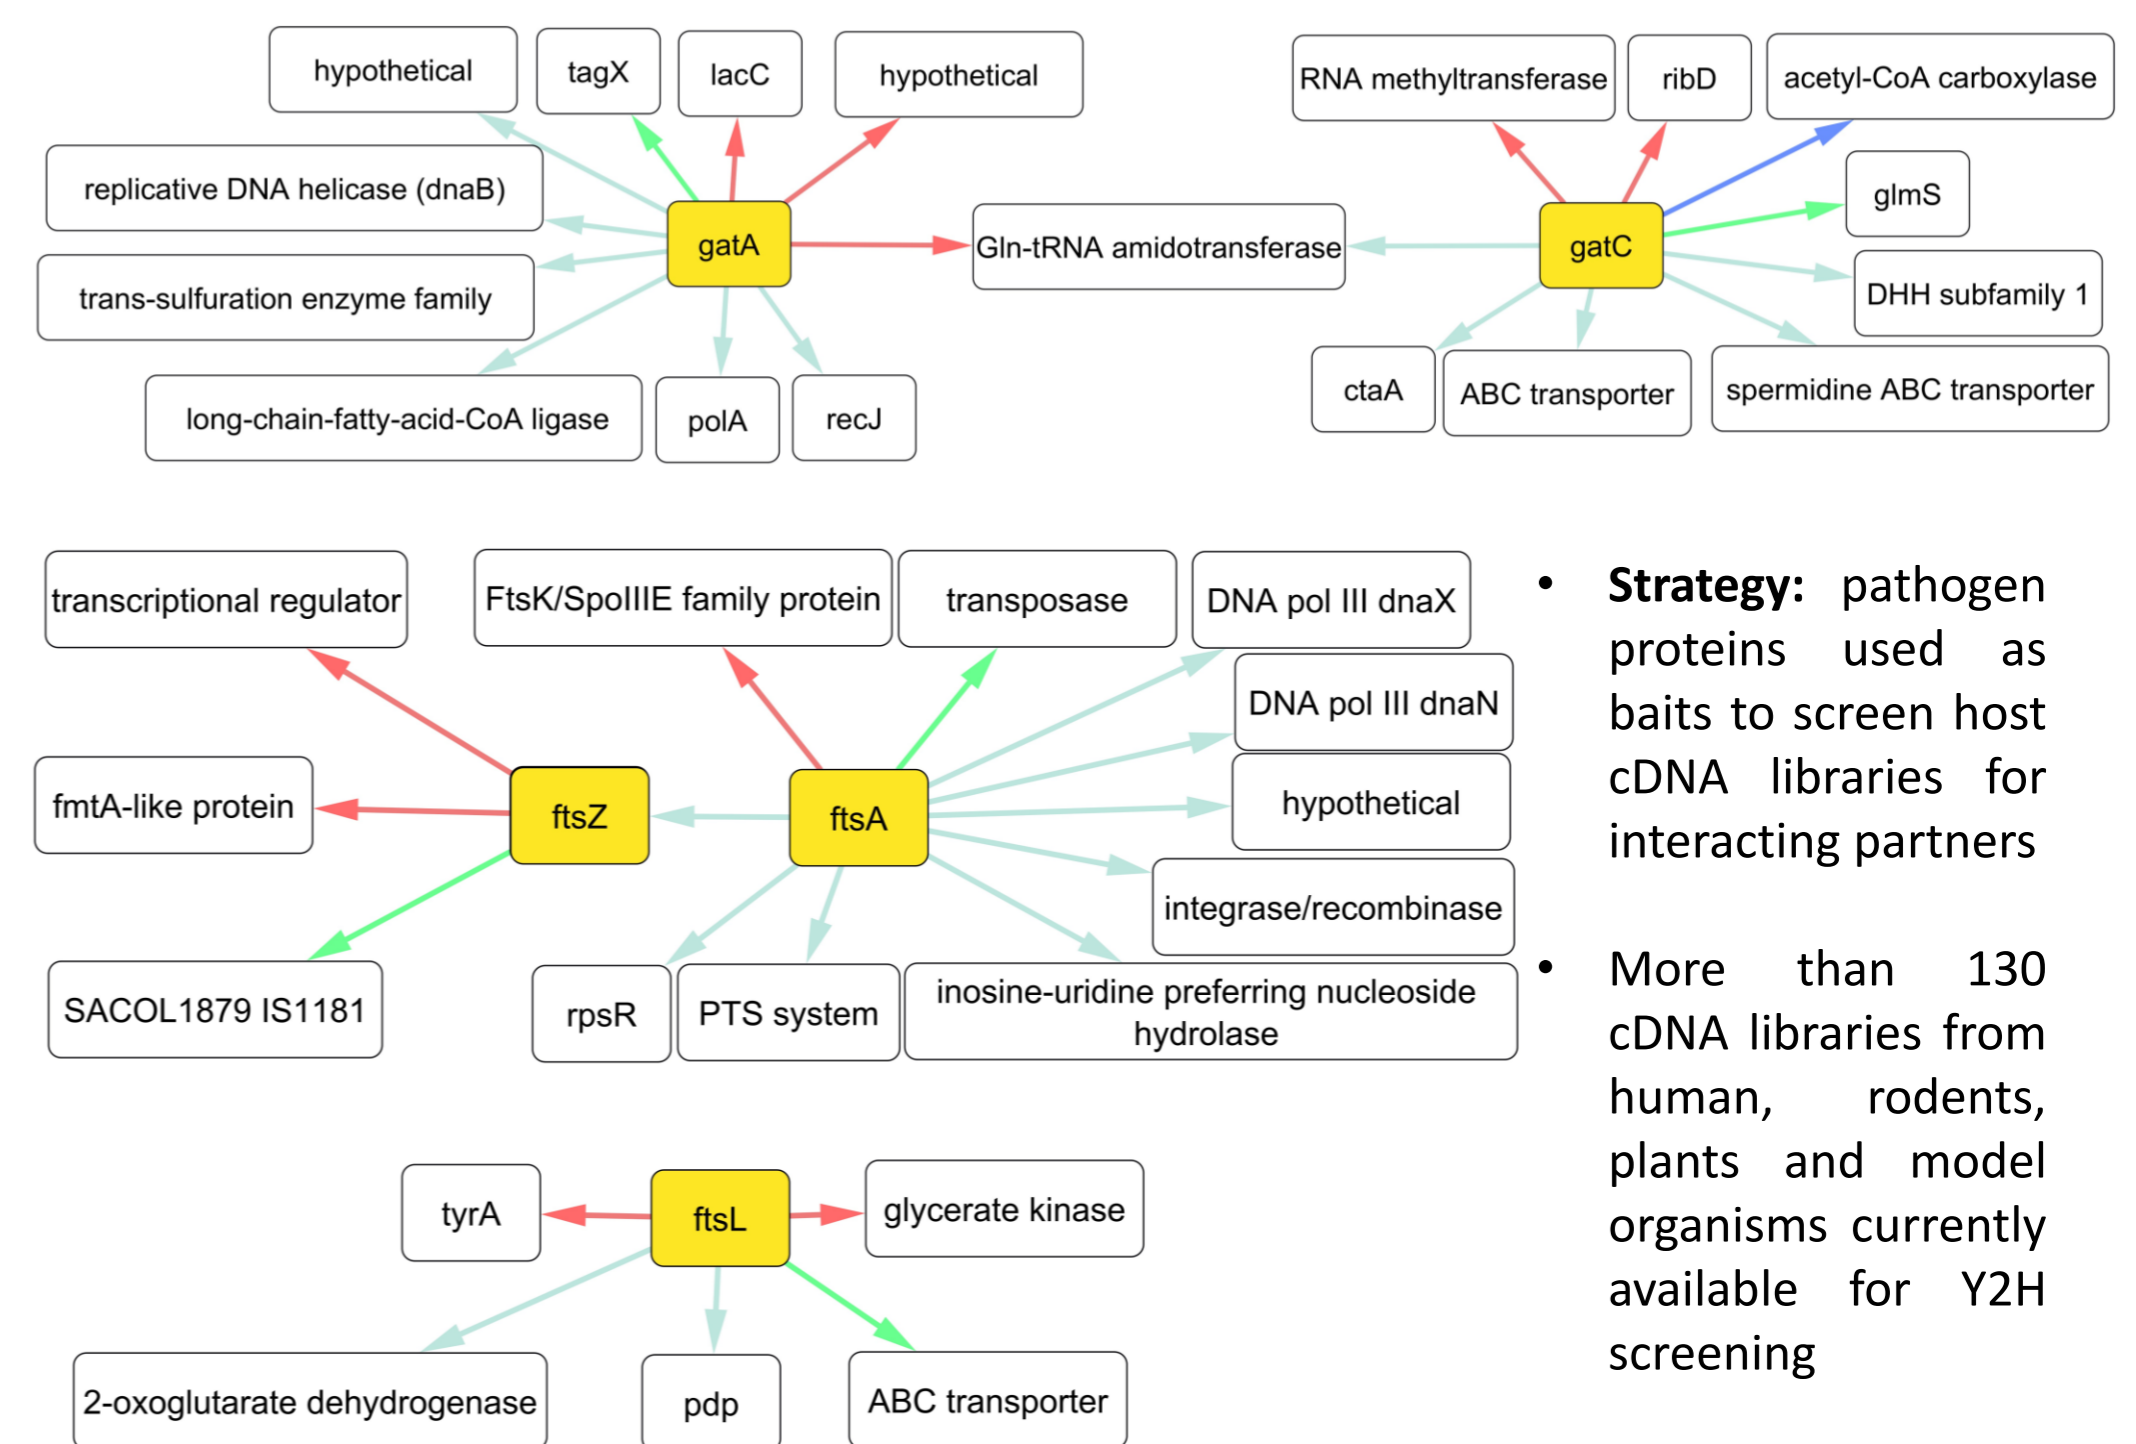 hypothetical
tagX
lacC
hypothetical
replicative DNA helicase (dnaB)
gatA
Gln-tRNA amidotransferase
trans-sulfuration enzyme family
long-chain-fatty-acid-CoA ligase
polA
recJ
RNA methyltransferase
ribD
acetyl-CoA carboxylase
glmS
gatC
DHH subfamily 1
ctaA
ABC transporter
spermidine ABC transporter
transcriptional regulator
FtsK/SpoIIIE family protein
transposase
DNA pol III dnaX
DNA pol III dnaN
fmtA-like protein
ftsZ
ftsA
hypothetical
integrase/recombinase
SACOL1879 IS1181
rpsR
PTS system
inosine-uridine preferring nucleoside
hydrolase
tyrA
ftsL
glycerate kinase
2-oxoglutarate dehydrogenase
pdp
ABC transporter
• Strategy: pathogen
proteins used as
baits to screen host
cDNA libraries for
interacting partners
• More than 130
cDNA libraries from
human, rodents,
plants and model
organisms currently
available for Y2H
screening